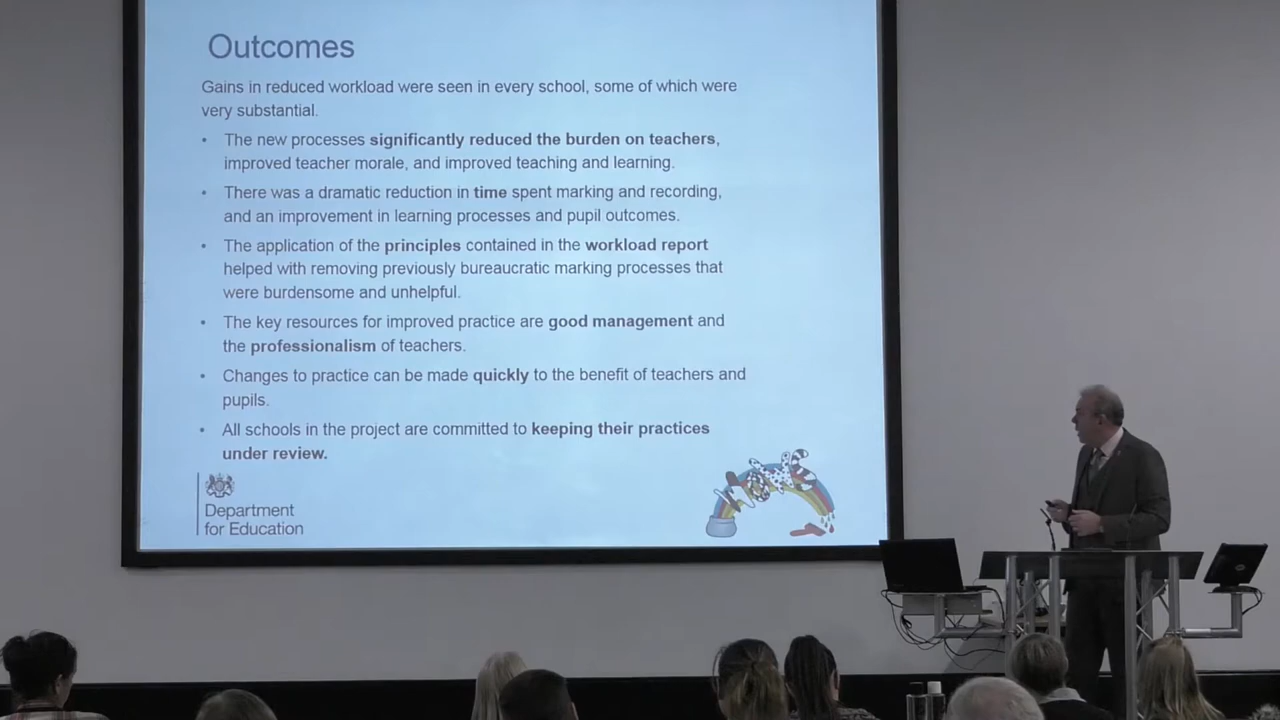 Outcomes
Gains in reduced workload were seen in every school, some of which were
very substantial.
• The new processes significantly reduced the burden on teachers,
improved teacher morale, and improved teaching and learning.
• There was a dramatic reduction in time spent marking and recording,
and an improvement in learning processes and pupil outcomes.
• The application of the principles contained in the workload report
helped with removing previously bureaucratic marking processes that
were burdensome and unhelpful.
• The key resources for improved practice are good management and
the professionalism of teachers.
• Changes to practice can be made quickly to the benefit of teachers and
pupils.
• All schools in the project are committed to keeping their practices
under review.
Department
for Education